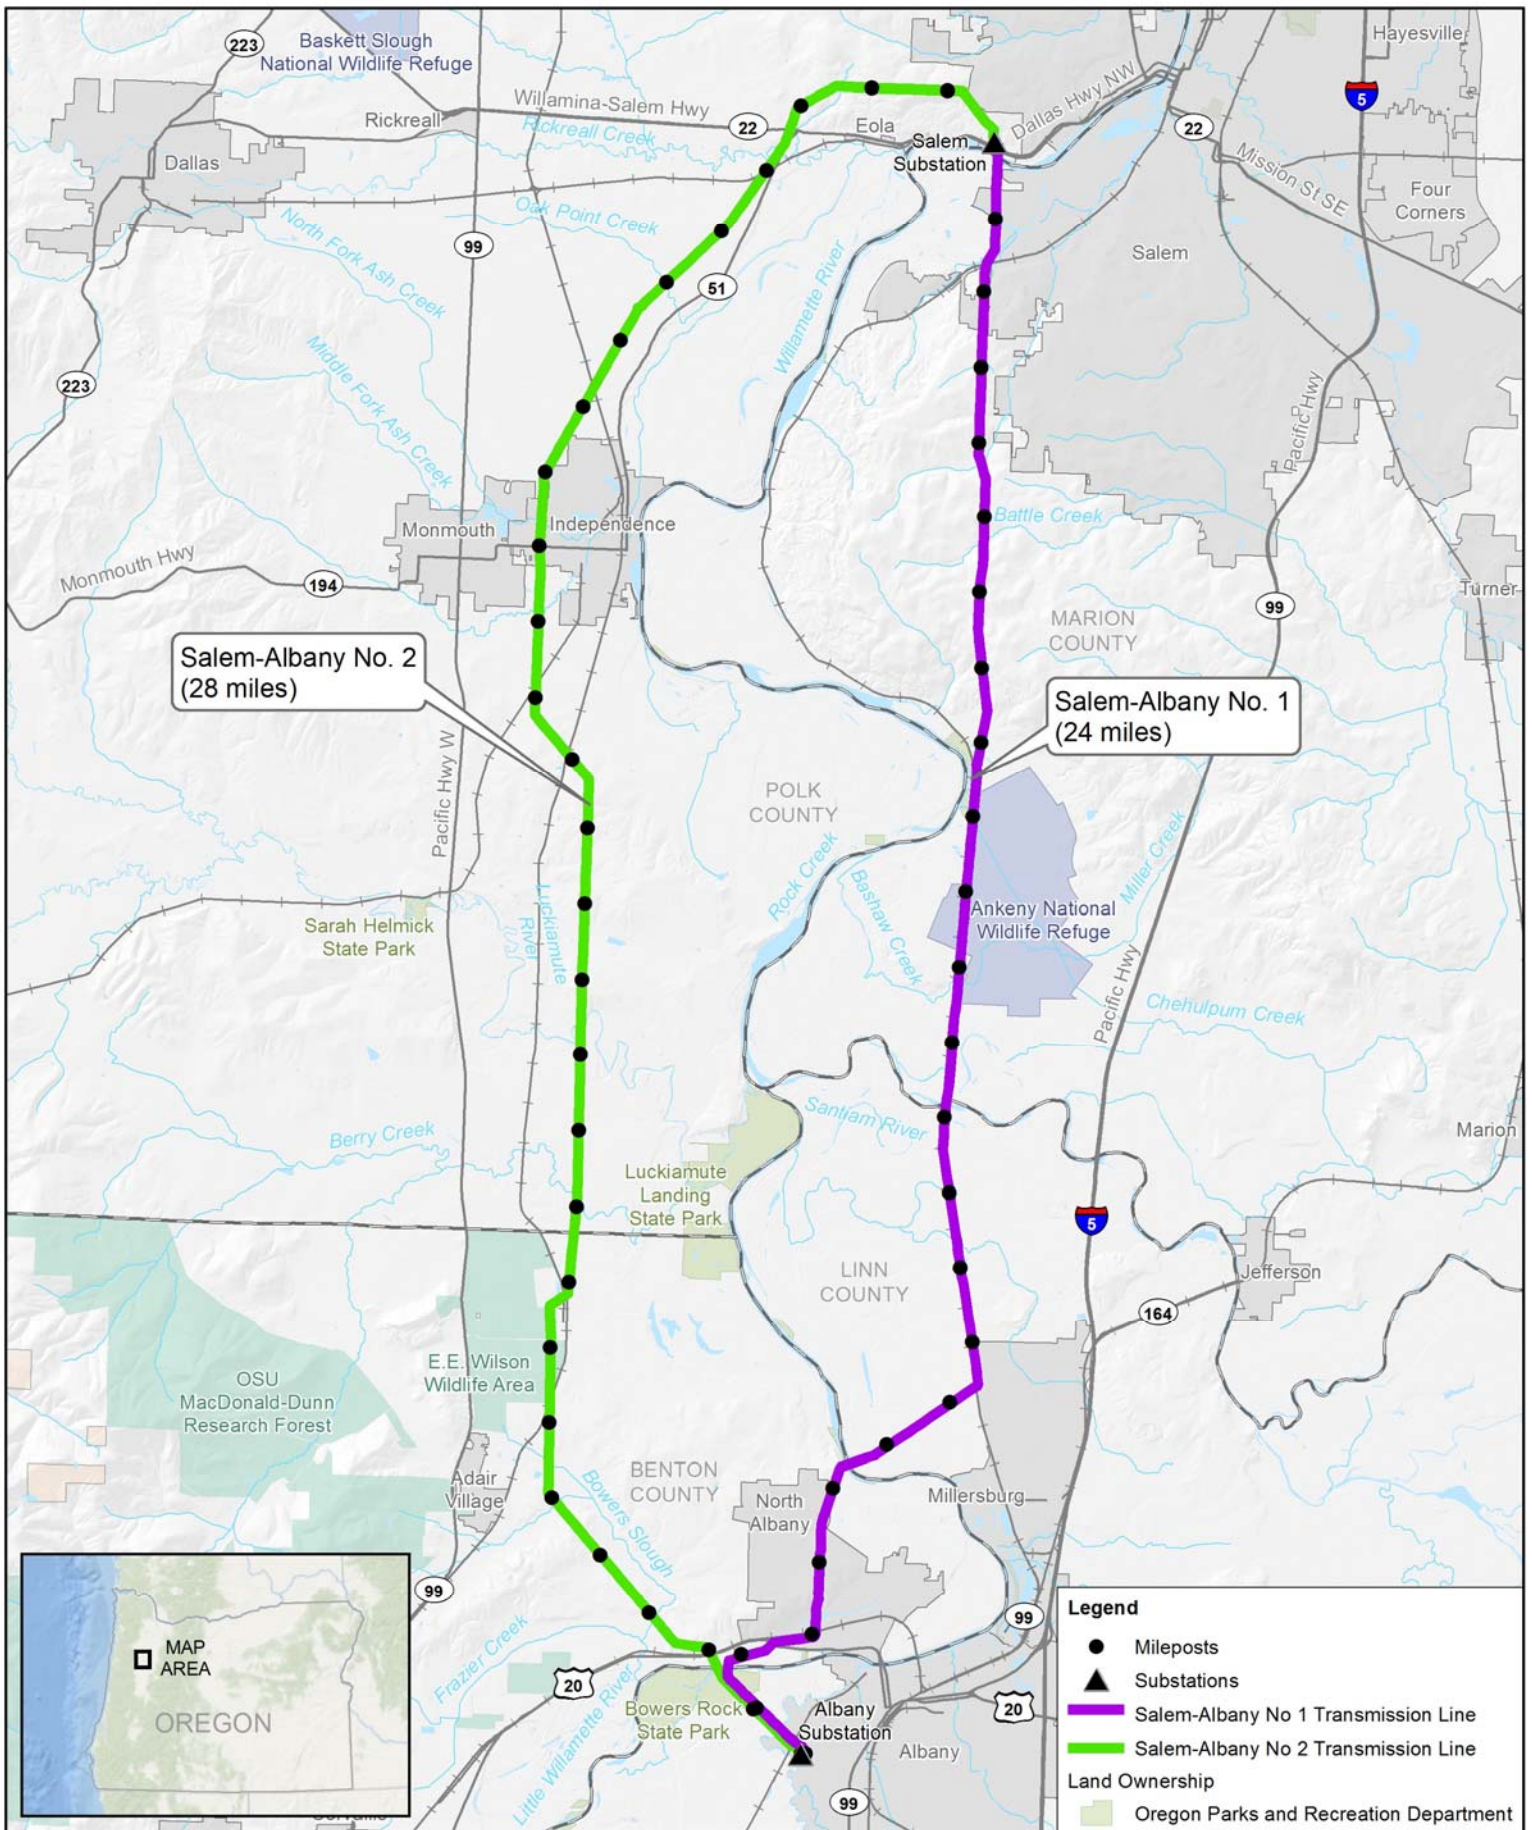 Hayesville
223
Baskett Slough
National Wildlife Refuge
5
Willamina-Salem Hwy
Rickreall
Rickreall Creek
22
Eola
Dallas Hwy NW
22
Salem
Substation
Mission St SE
Dallas
Four
Corners
North Fork Ash Creek
Oak Point Creek
99
Salem
51
Willamette River
Middle Fork Ash Creek
223
Pacific Hwy
Monmouth
Independence
Battle Creek
Monmouth Hwy
194
Turner
99
MARION
COUNTY
Salem-Albany No. 2
(28 miles)
Salem-Albany No. 1
(24 miles)
Pacific Hwy W
POLK
COUNTY
Rock Creek
Bashaw Creek
Miller Creek
Luckiamute
River
Sarah Helmick
State Park
Ankeny National
Wildlife Refuge
Pacific Hwy
Chehulpum Creek
Santiam River
Berry Creek
Marion
Luckiamute
Landing
State Park
5
LINN
COUNTY
Jefferson
164
E.E. Wilson
Wildlife Area
OSU
MacDonald-Dunn
Research Forest
BENTON
COUNTY
Adair
Village
Bowers Slough
North
Albany
Millersburg
99
99
Frazier Creek
20
Little Willamette River
Bowers Rock
State Park
Albany
Substation
20
Albany
99
MAP
AREA
OREGON
Legend
Mileposts
Substations
Salem-Albany No 1 Transmission Line
Salem-Albany No 2 Transmission Line
Land Ownership
Oregon Parks and Recreation Department